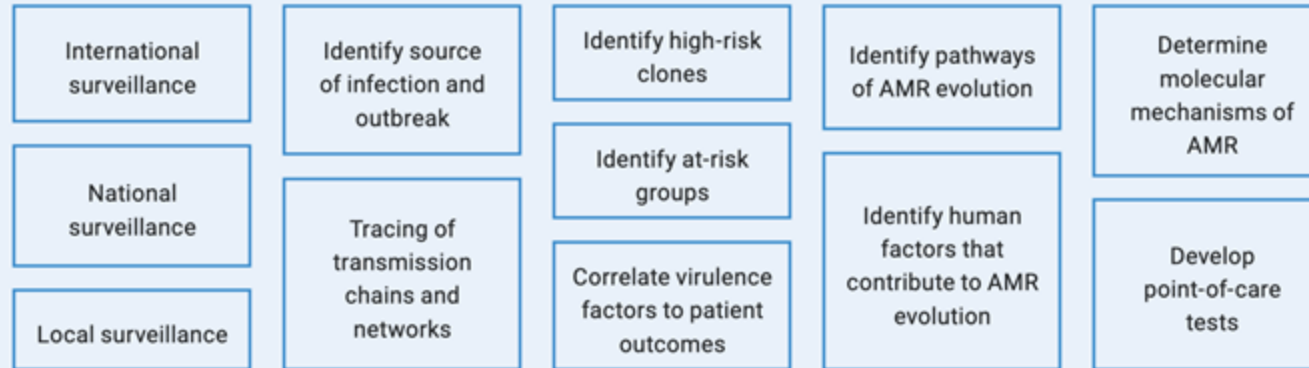 International
surveillance
National
surveillance
Local surveillance
Identify source
of infection and
outbreak
Tracing of
transmission
chains and
networks
Identify high-risk
clones
Identify at-risk
groups
Correlate virulence
factors to patient
outcomes
Identify pathways
of AMR evolution
Identify human
factors that
contribute to AMR
evolution
Determine
molecular
mechanisms of
AMR
Develop
point-of-care
tests